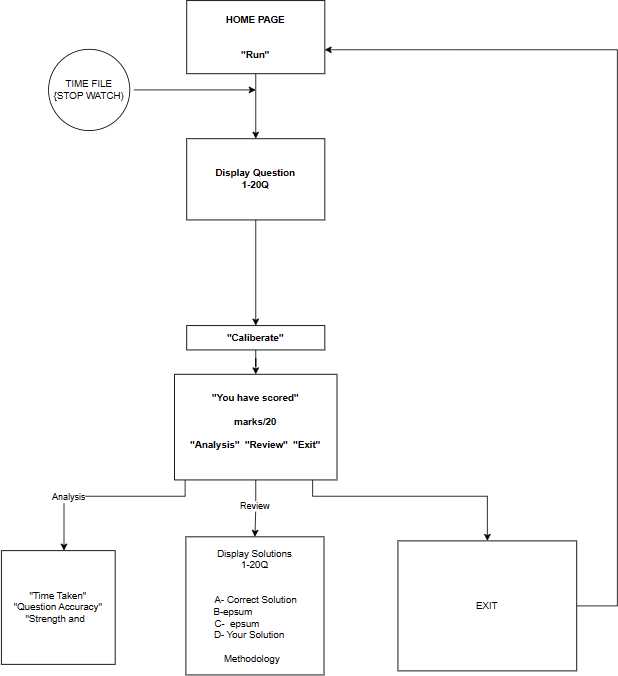 HOME PAGE
"Run"
TIME FILE
{STOP WATCH)
Display Question
1-20Q
"Caliberate"
"You have scored"
marks/20
"Analysis" "Review" "Exit"
Analysis
Review
"Time Taken"
"Question Accuracy"
"Strength and
Display Solutions
1-20Q
A- Correct Solution
B-epsum
C- epsum
D- Your Solution
Methodology
EXIT